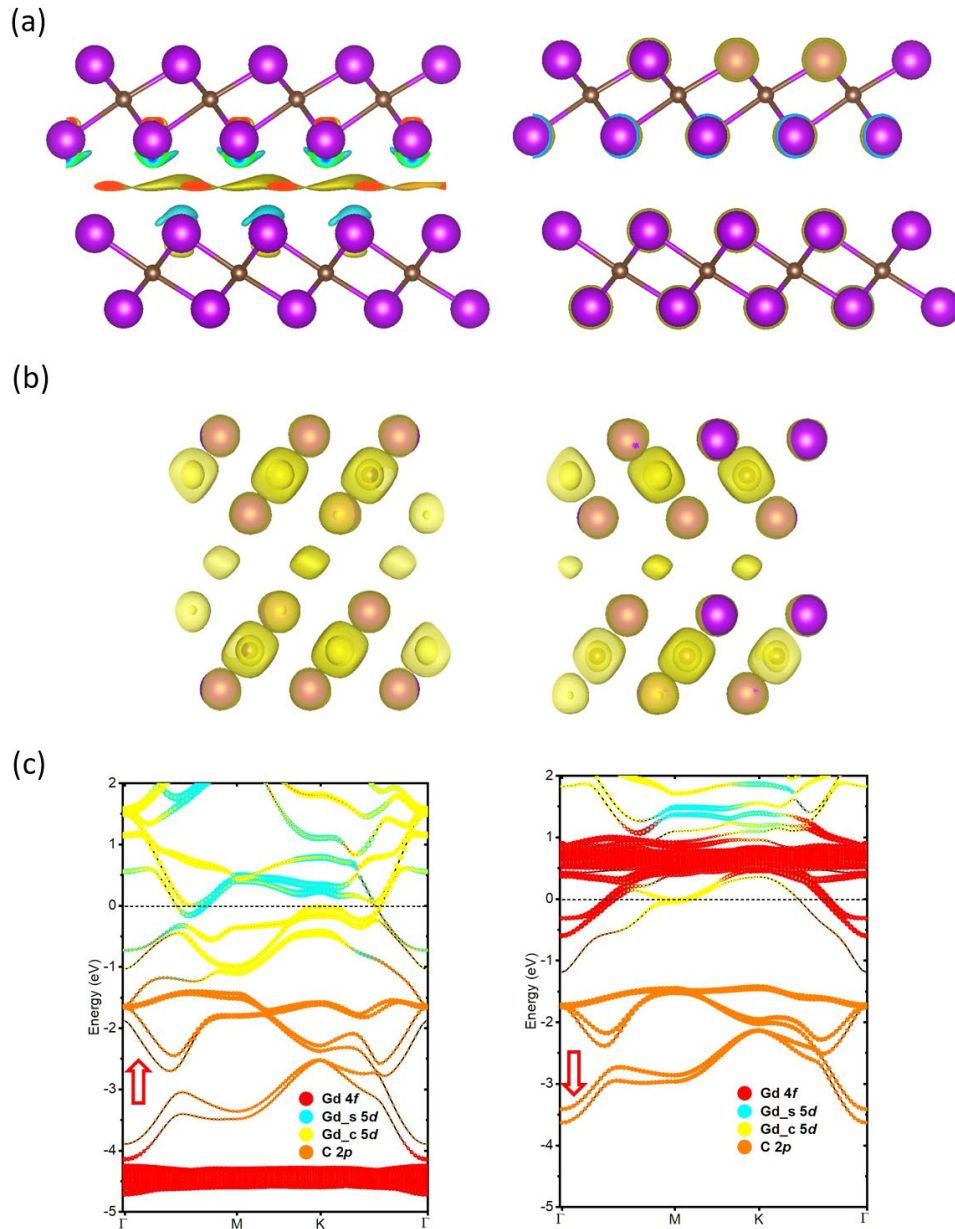 (a)
(b)
(c)
2
1
0
-1
-2
-3
-4
-5
Energy (eV)
Gd 4f
Gd_s 5d
Gd_c 5d
C 2p
Γ M K Γ
2
1
0
-1
-2
-3
-4
-5
Energy (eV)
Gd 4f
Gd_s 5d
Gd_c 5d
C 2p
Γ M K Γ